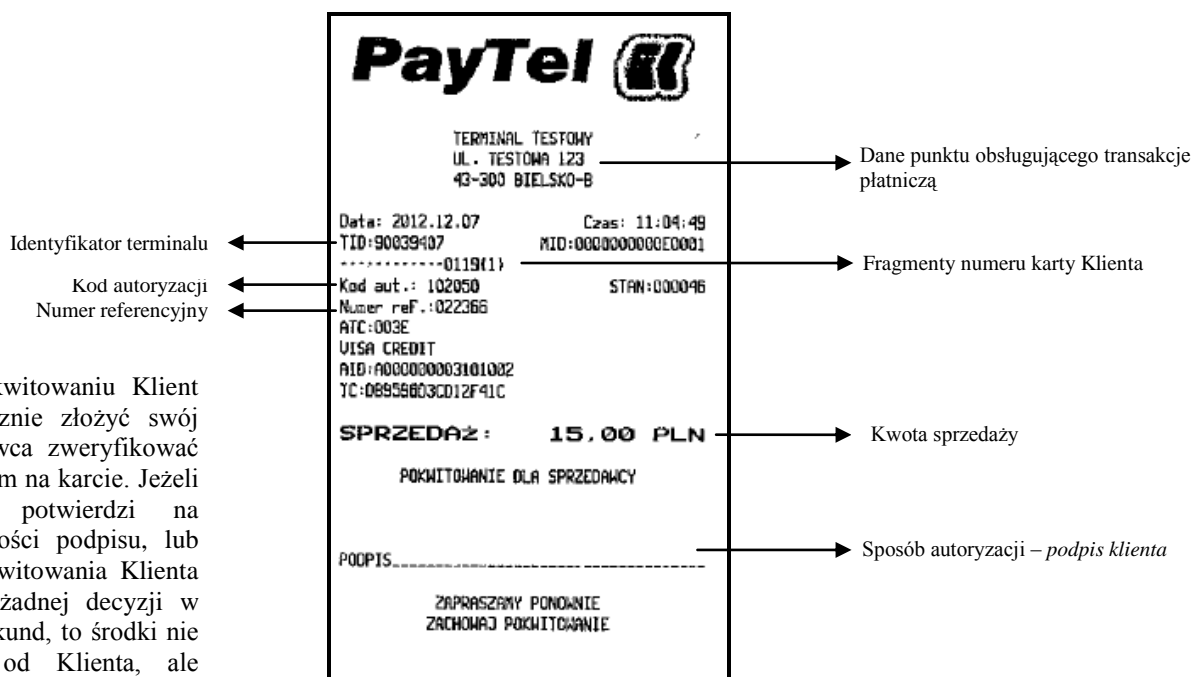 PayTel
TERMINAL TESTOWY
UL. TESTOWA 123
43-300 BIELSKO-B
Dane punktu obsługującego transakcje
płatniczą
Data: 2012.12.07 Czas: 11:04:49
Identyfikator terminalu
TID:90039407 MID:0000000000E0001
------------0119(1)
Fragmenty numeru karty Klienta
Kod autoryzacji
Kod aut.: 102050 STAN:000046
Numer referencyjny
Numer ref.:022366
ATC:003E
VISA CREDIT
AID:A000000003101002
kwitowaniu Klient
znie złożyć swój
wca zweryfikować
m na karcie. Jeżeli
potwierdzi na
ości podpisu, lub
witowania Klienta
żadnej decyzji w
kund, to środki nie
od Klienta, ale
SPRZEDAŻ: 15,00 PLN
Kwota sprzedaży
POKWITOWANIE DLA SPRZEDAWCY
PODPIS
Sposób autoryzacji – podpis klienta
ZAPRASZAMY PONOWNIE
ZACHOWAJ POKWITOWANIE